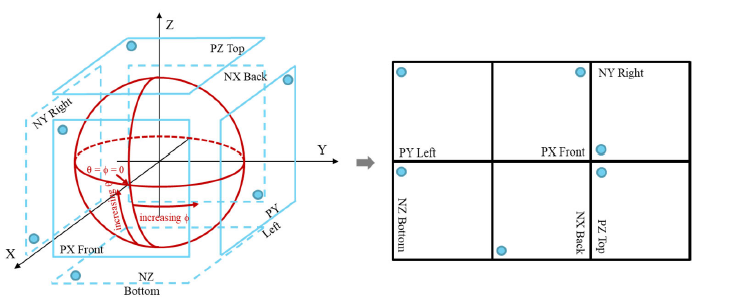 Z
PZ Top
NX Back
NY Right
Y
θ = ϕ = 0
increasing θ
increasing ϕ
PY
Left
X
PX Front
NZ
Bottom
NY Right
PY Left
PX Front
NZ Bottom
NX Back
PZ Top